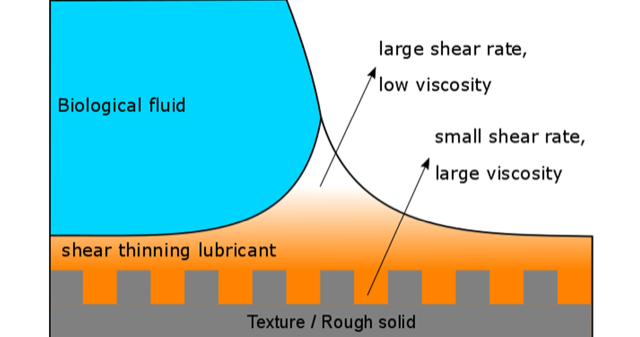 large shear rate,
low viscosity
Biological fluid
small shear rate,
large viscosity
shear thinning lubricant
Texture / Rough solid